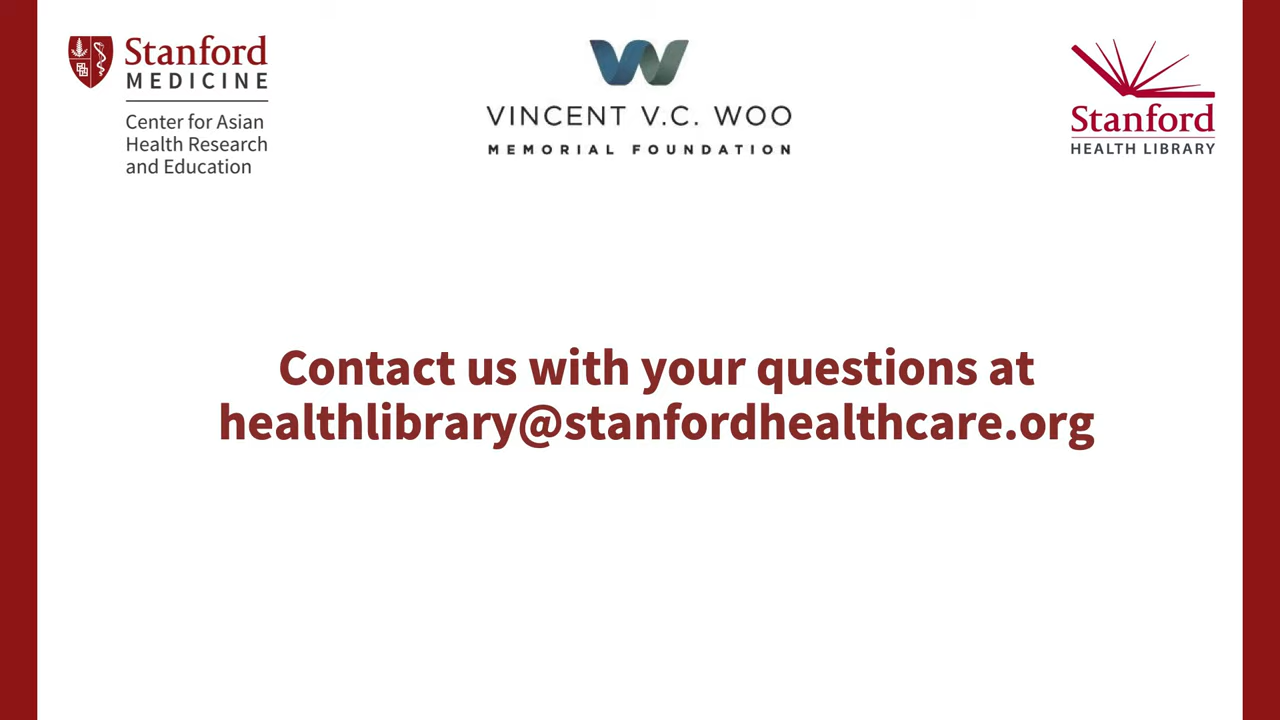 Stanford
MEDICINE
Center for Asian
Health Research
and Education
VINCENT V.C. WOO
MEMORIAL FOUNDATION
Stanford
HEALTH LIBRARY
Contact us with your questions at
healthlibrary@stanfordhealthcare.org